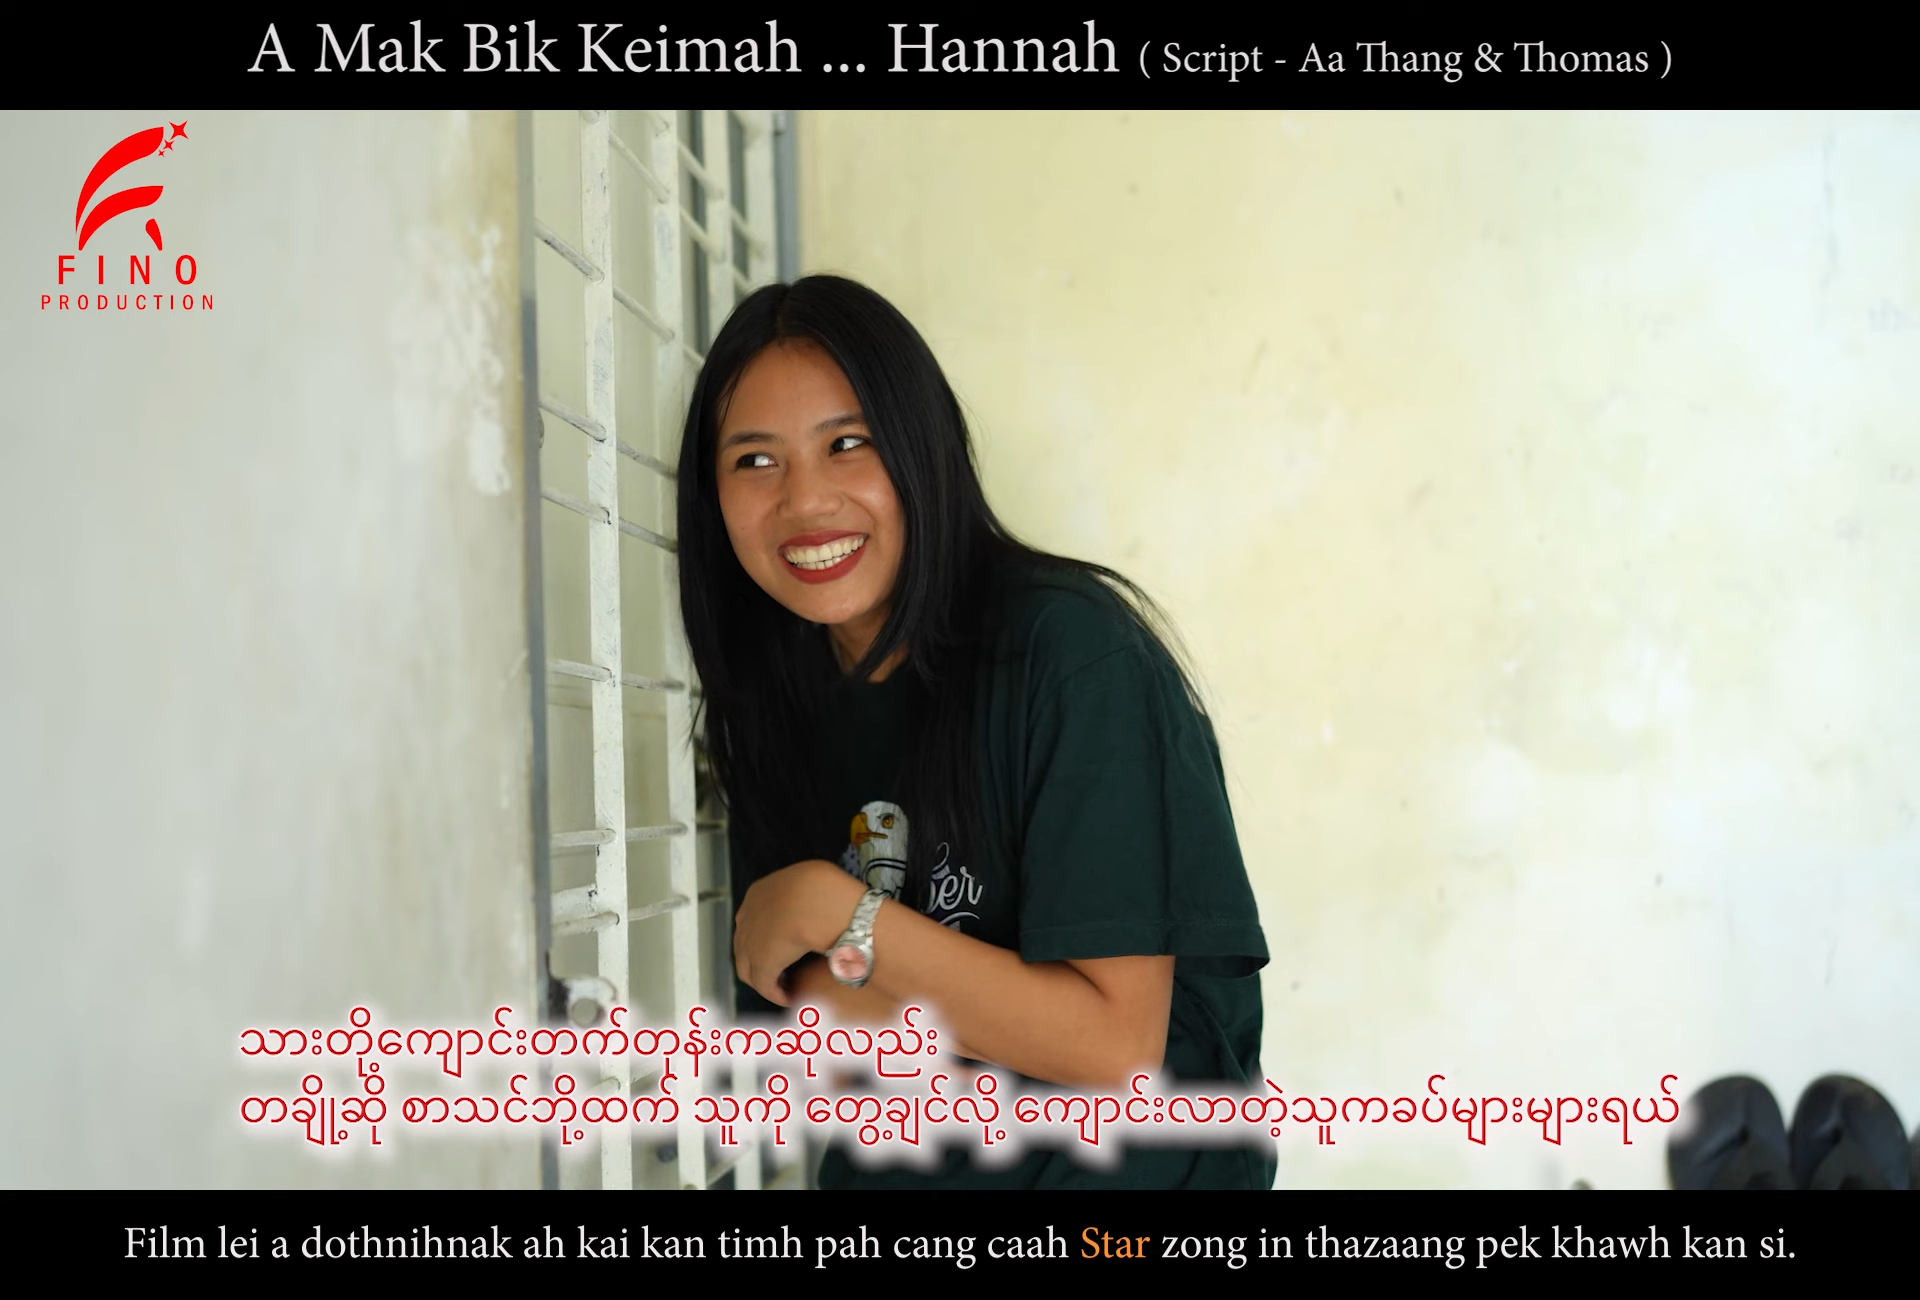 A Mak Bik Keimah ... Hannah ( Script - Aa Thang & Thomas )
FINO
PRODUCTION
သားတို့ကျောင်းတက်တုန်းကဆိုလည်း
တချို့ဆို စာသင်ဘို့ထက် သူကို တွေ့ချင်လို့ ကျောင်းလာတဲ့သူကခပ်များများရယ်
Film lei a dothnihnak ah kai kan timh pah cang caah Star zong in thazaang pek khawh kan si.